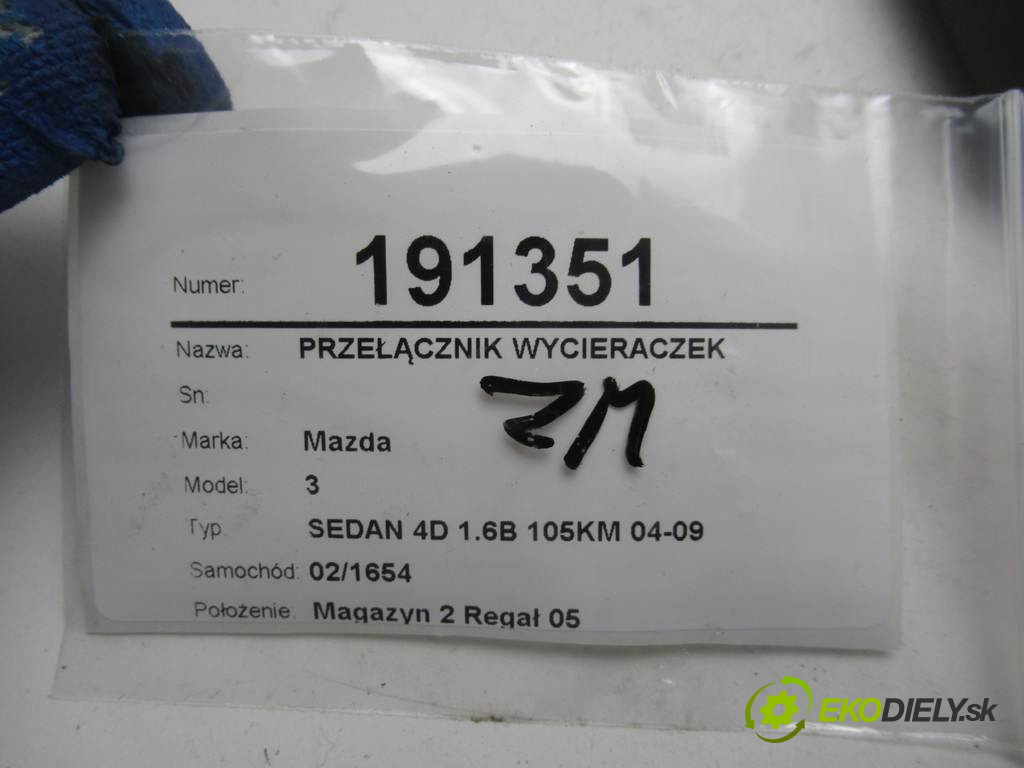 Numer: 191351
Nazwa: PRZEŁĄCZNIK WYCIERACZEK
Sn:
ZM
Marka: Mazda
Model: 3
Typ: SEDAN 4D 1.6B 105KM 04-09
Samochód: 02/1654
Położenie: Magazyn 2 Regał 05
EKODIELY.sk